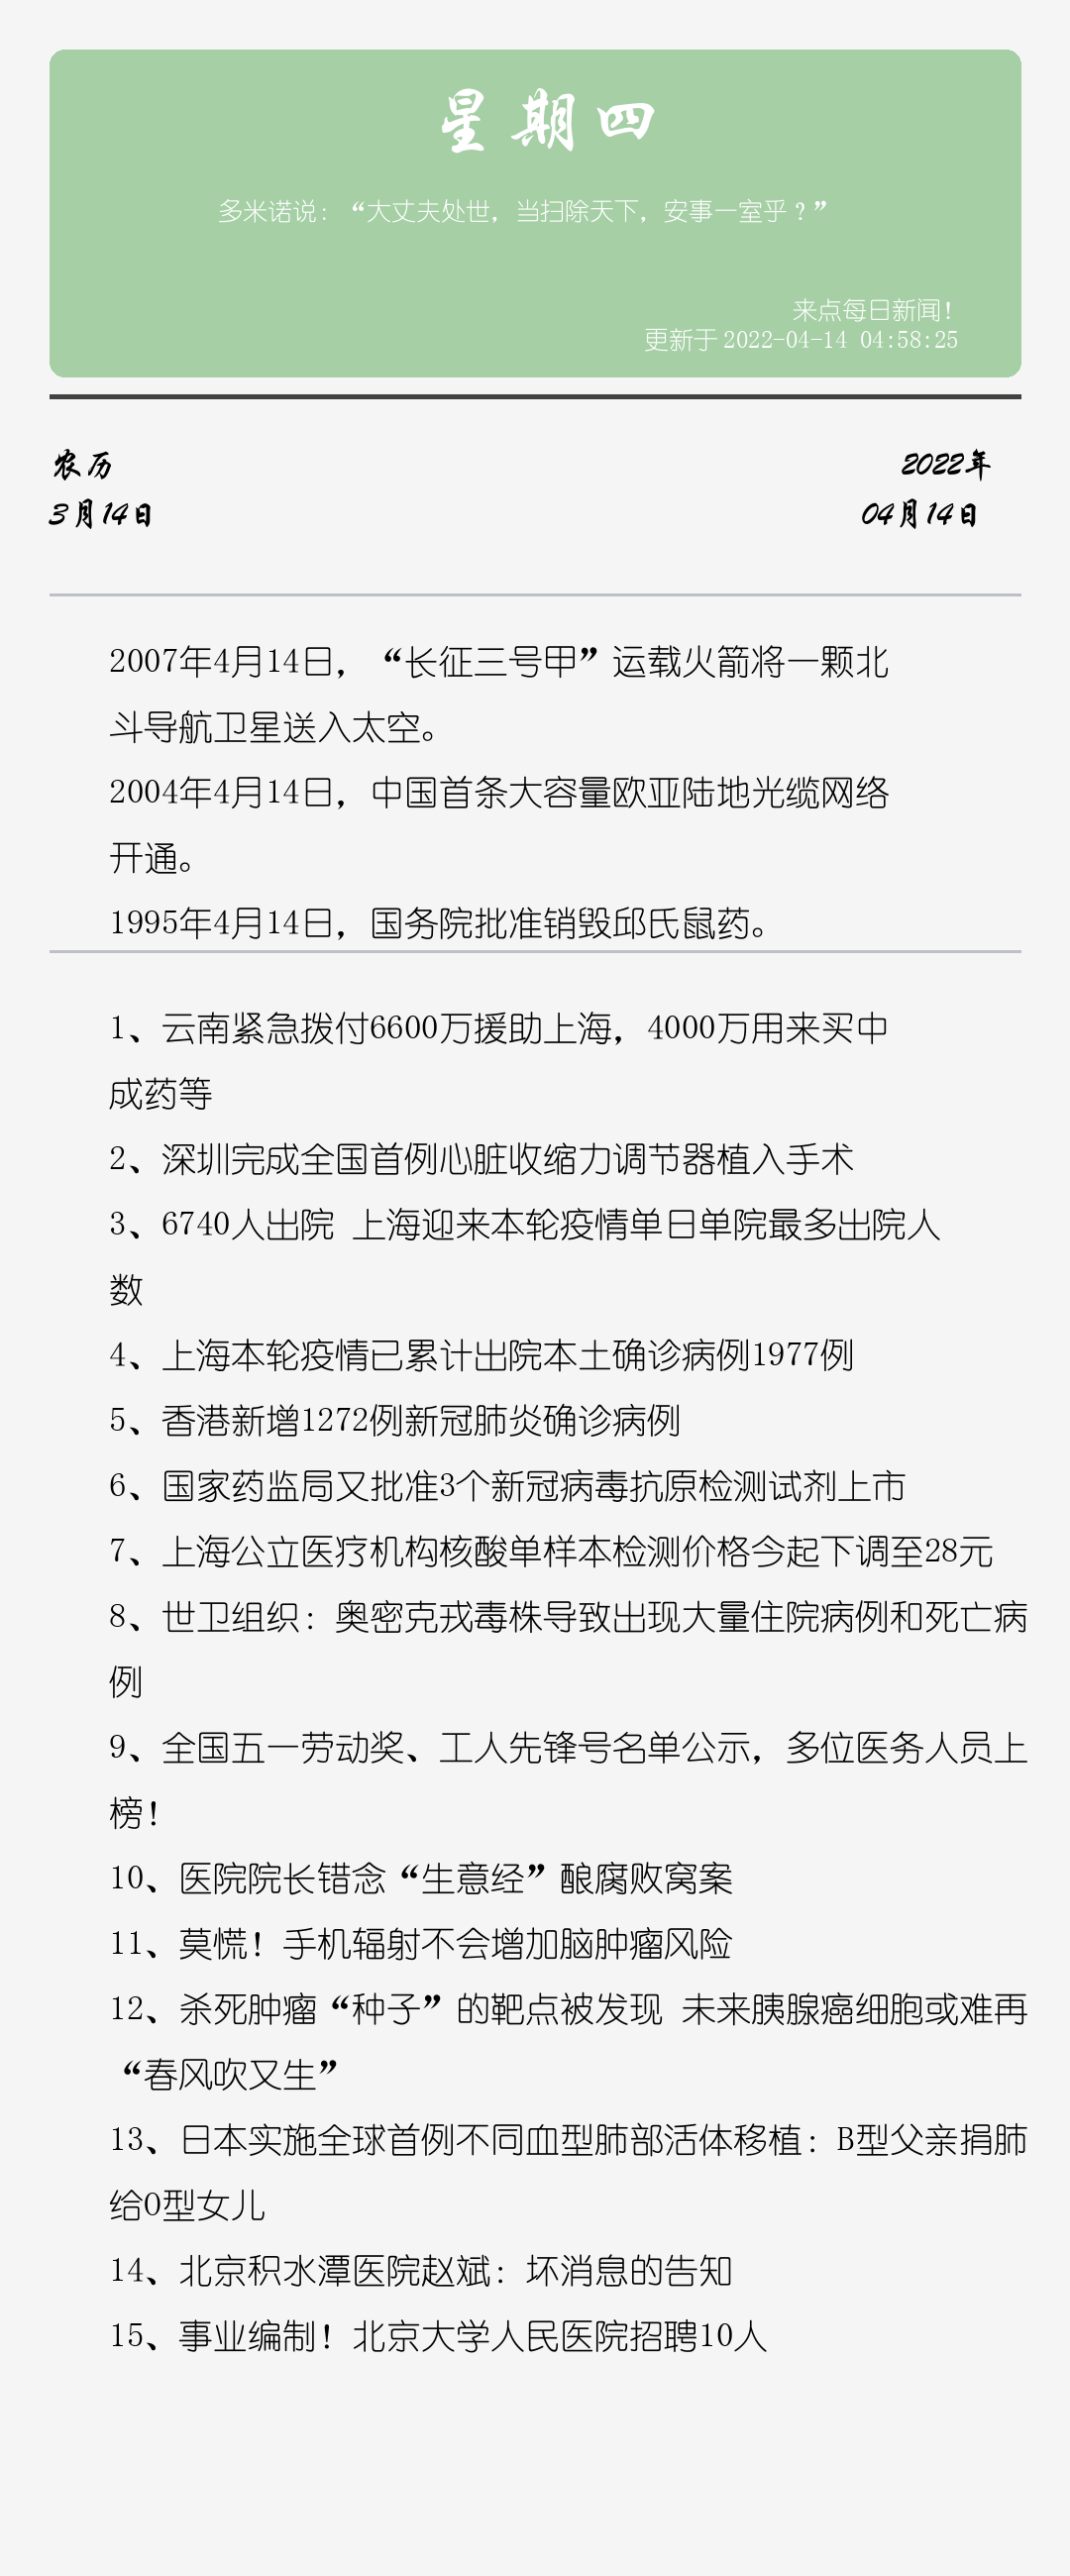 星期四
多米诺说：“大丈夫处世，当扫除天下，安事一室乎？”
来点每日新闻！
更新于 2022-04-14 04:58:25
农历
2022年
3月14日
04月14日
2007年4月14日，“长征三号甲”运载火箭将一颗北
斗导航卫星送入太空。
2004年4月14日，中国首条大容量欧亚陆地光缆网络
开通。
1995年4月14日，国务院批准销毁邱氏鼠药。
1、云南紧急拨付6600万援助上海，4000万用来买中
成药等
2、深圳完成全国首例心脏收缩力调节器植入手术
3、6740人出院 上海迎来本轮疫情单日单院最多出院人
数
4、上海本轮疫情已累计出院本土确诊病例1977例
5、香港新增1272例新冠肺炎确诊病例
6、国家药监局又批准3个新冠病毒抗原检测试剂上市
7、上海公立医疗机构核酸单样本检测价格今起下调至28元
8、世卫组织：奥密克戎毒株导致出现大量住院病例和死亡病
例
9、全国五一劳动奖、工人先锋号名单公示，多位医务人员上
榜！
10、医院院长错念“生意经”酿腐败窝案
11、莫慌！手机辐射不会增加脑肿瘤风险
12、杀死肿瘤“种子”的靶点被发现 未来胰腺癌细胞或难再
“春风吹又生”
13、日本实施全球首例不同血型肺部活体移植：B型父亲捐肺
给O型女儿
14、北京积水潭医院赵斌：坏消息的告知
15、事业编制！北京大学人民医院招聘10人